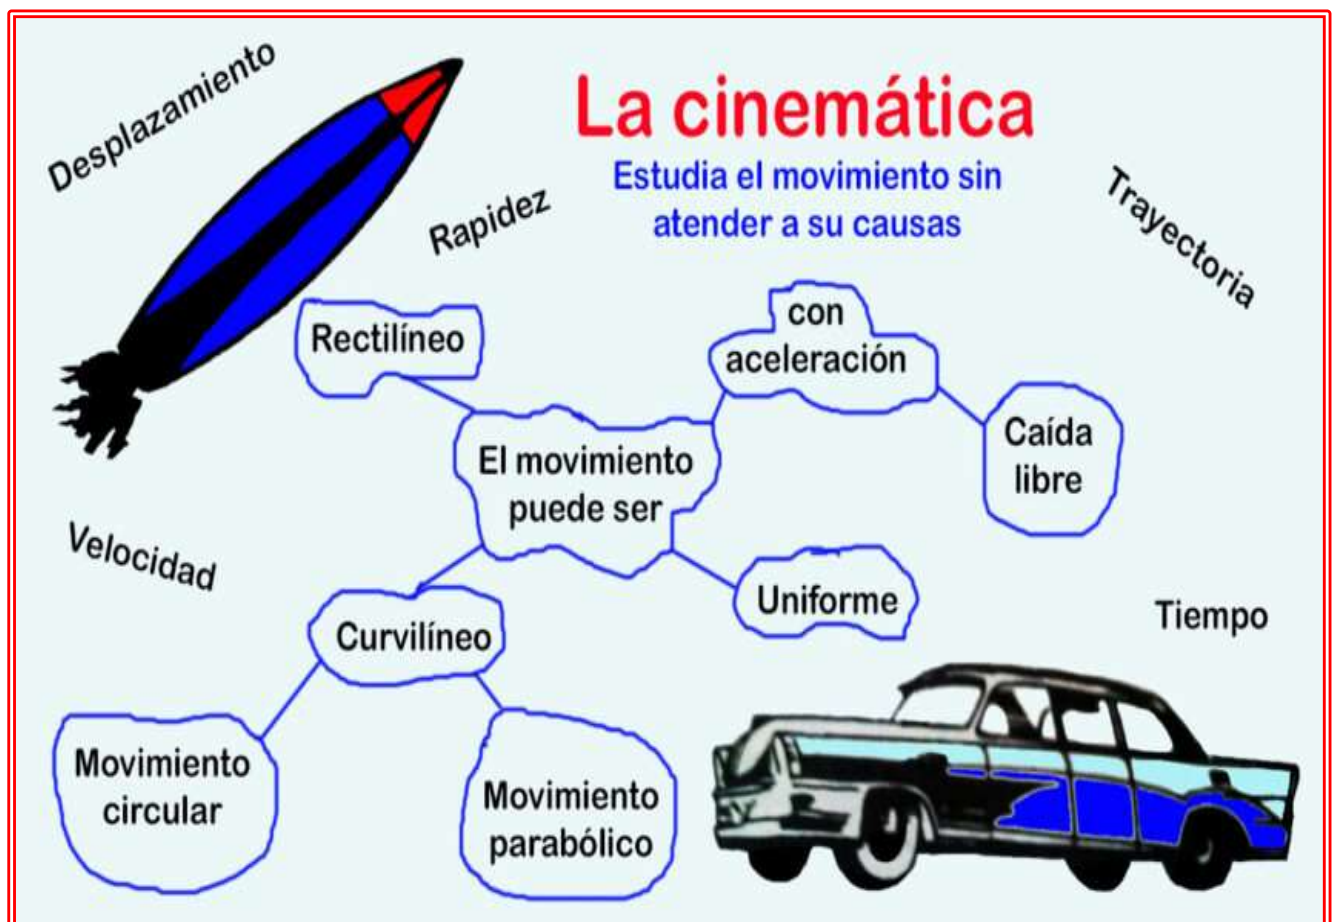 Desplazamiento
La cinemática
Estudia el movimiento sin
atender a su causas
Rapidez
Trayectoria
Rectilíneo
con
aceleración
Caída
libre
El movimiento
puede ser
Velocidad
Uniforme
Tiempo
Curvilíneo
Movimiento
circular
Movimiento
parabólico